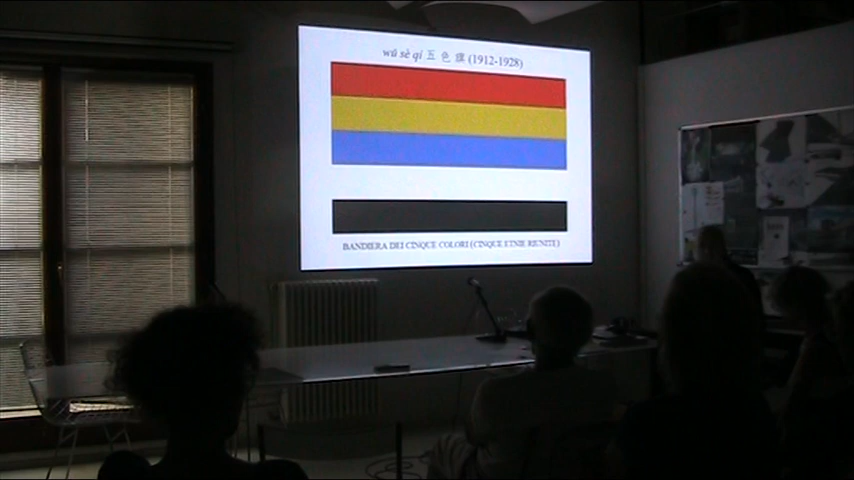 wǔ sè qí 五 色 旗 (1912-1928)
BANDIERA DEI CINQUE COLORI (CINQUE ETNIE RIUNITE)